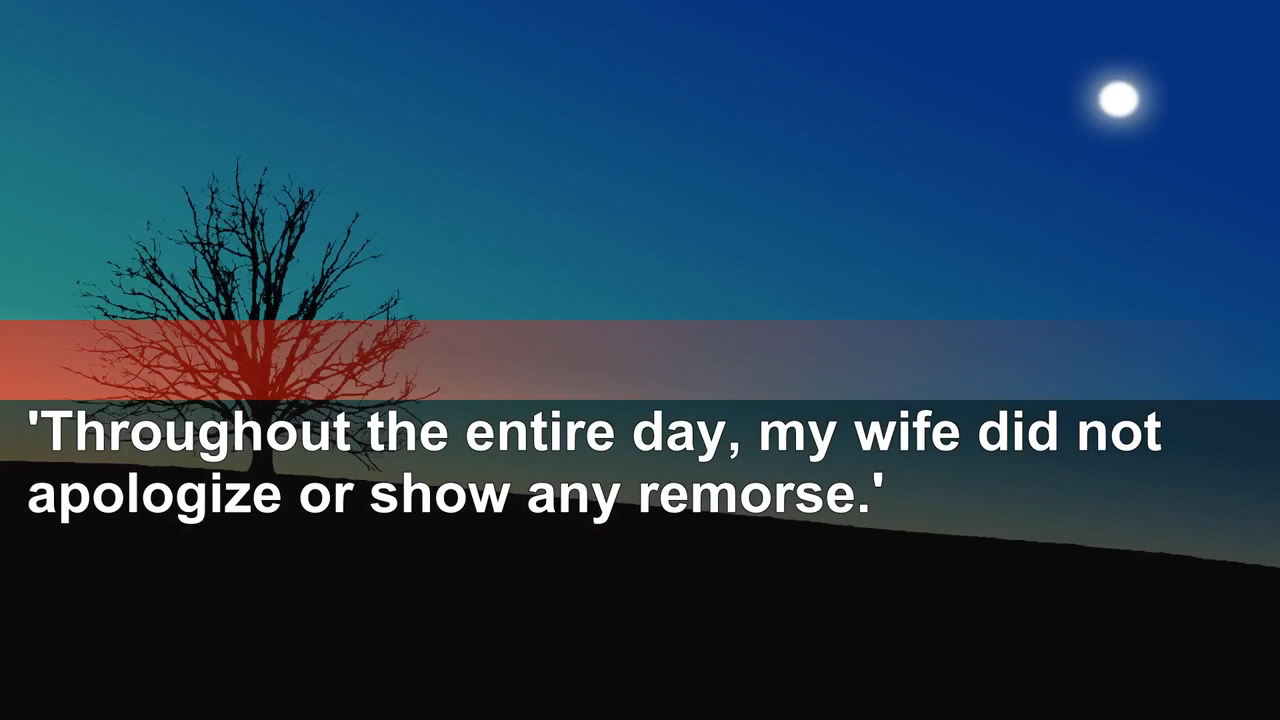 'Throughout the entire day, my wife did not
apologize or show any remorse.'